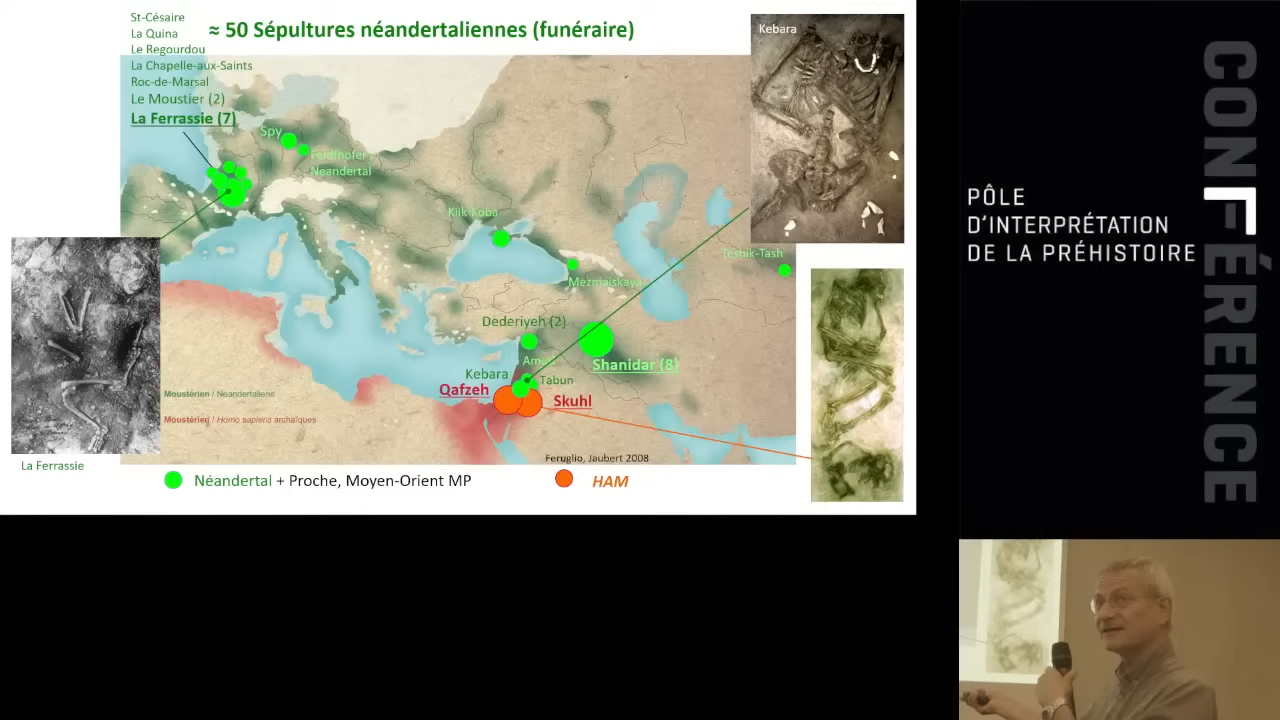 St-Césaire
La Quina
Le Regourdou
La Chapelle-aux-Saints
Roc-de-Marsal
Le Moustier (2)
La Ferrassie (7)
≈ 50 Sépultures néandertaliennes (funéraire)
Kebara
Spy
Feldhofer
Neandertal
Kiik-Koba
Teshik-Tash
Mezmaiskaya
Dederiyeh (2)
Amud
Shanidar (8)
Kebara
Tabun
Qafzeh
Skuhl
Moustérien / Néandertaliens
Moustérien / Homo sapiens archaïques
La Ferrassie
Feruglio, Jaubert 2008
Néandertal + Proche, Moyen-Orient MP
HAM
PÔLE
D'INTERPRÉTATION
DE LA PRÉHISTOIRE
CONFÉRENCE